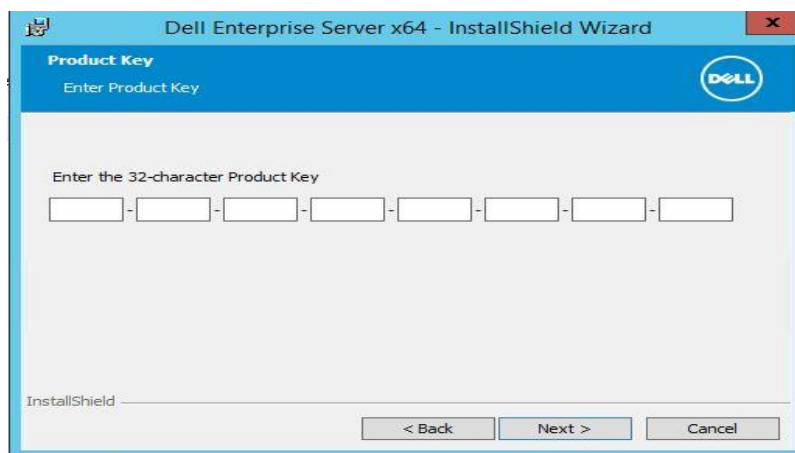 Dell Enterprise Server x64 - InstallShield Wizard
x
Product Key
Enter Product Key
DELL
Enter the 32-character Product Key
- - - - - - -
InstallShield
< Back Next > Cancel